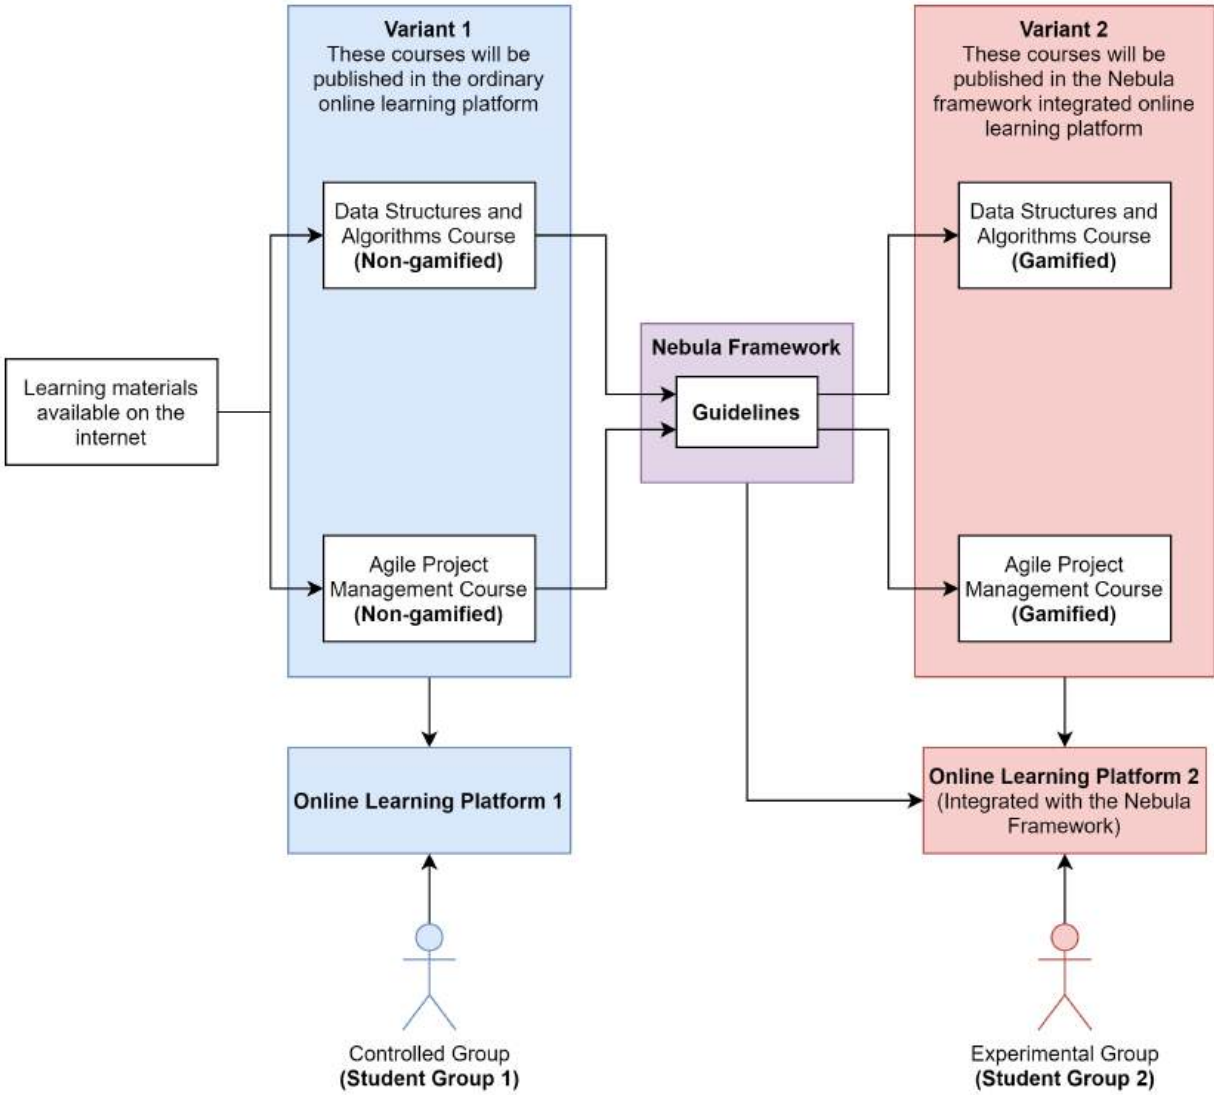 Variant 1
These courses will be
published in the ordinary
online learning platform
Data Structures and
Algorithms Course
(Non-gamified)
Learning materials
available on the
internet
Agile Project
Management Course
(Non-gamified)
Online Learning Platform 1
Controlled Group
(Student Group 1)
Nebula Framework
Guidelines
Variant 2
These courses will be
published in the Nebula
framework integrated online
learning platform
Data Structures and
Algorithms Course
(Gamified)
Agile Project
Management Course
(Gamified)
Online Learning Platform 2
(Integrated with the Nebula
Framework)
Experimental Group
(Student Group 2)